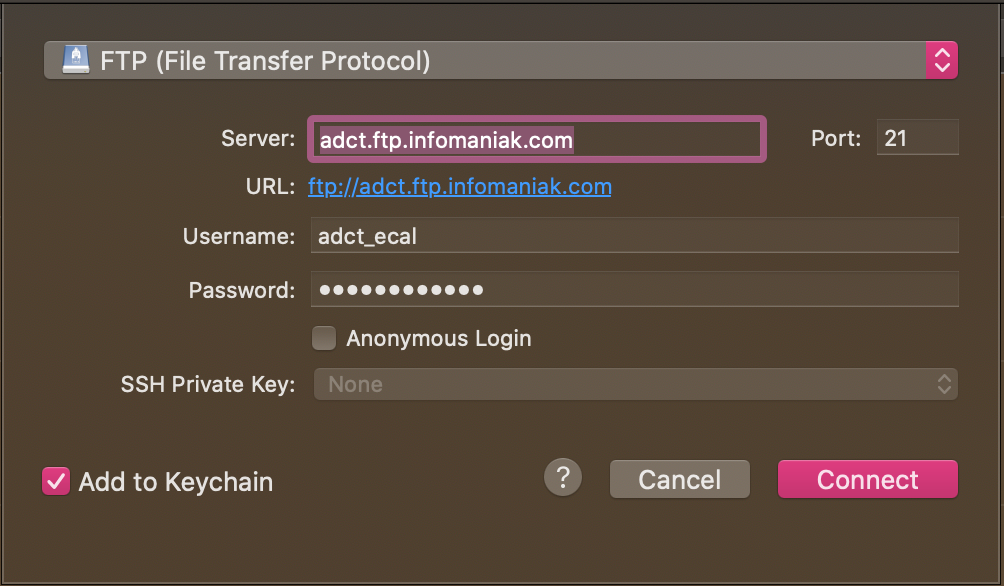 FTP (File Transfer Protocol)
Server: adct.ftp.infomaniak.com Port: 21
URL: ftp://adct.ftp.infomaniak.com
Username: adct_ecal
Password: ●●●●●●●●●●●●
Anonymous Login
SSH Private Key: None
Add to Keychain ? Cancel Connect